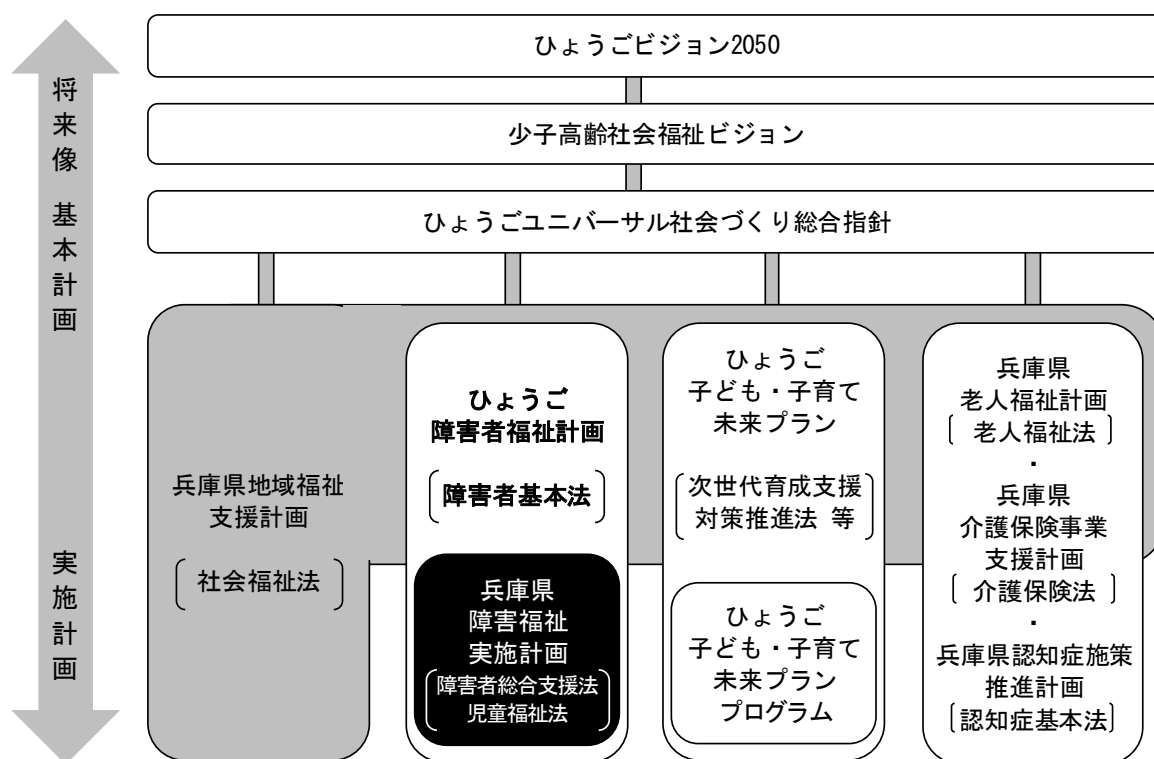 将来像
基本計画
実施計画
ひょうごビジョン2050
少子高齢社会福祉ビジョン
ひょうごユニバーサル社会づくり総合指針
兵庫県地域福祉
支援計画
社会福祉法
ひょうご
障害者福祉計画
障害者基本法
兵庫県
障害福祉
実施計画
障害者総合支援法
児童福祉法
ひょうご
子ども・子育て
未来プラン
次世代育成支援
対策推進法 等
ひょうご
子ども・子育て
未来プラン
プログラム
兵庫県
老人福祉計画
老人福祉法
・
兵庫県
介護保険事業
支援計画
介護保険法
・
兵庫県認知症施策
推進計画
認知症基本法